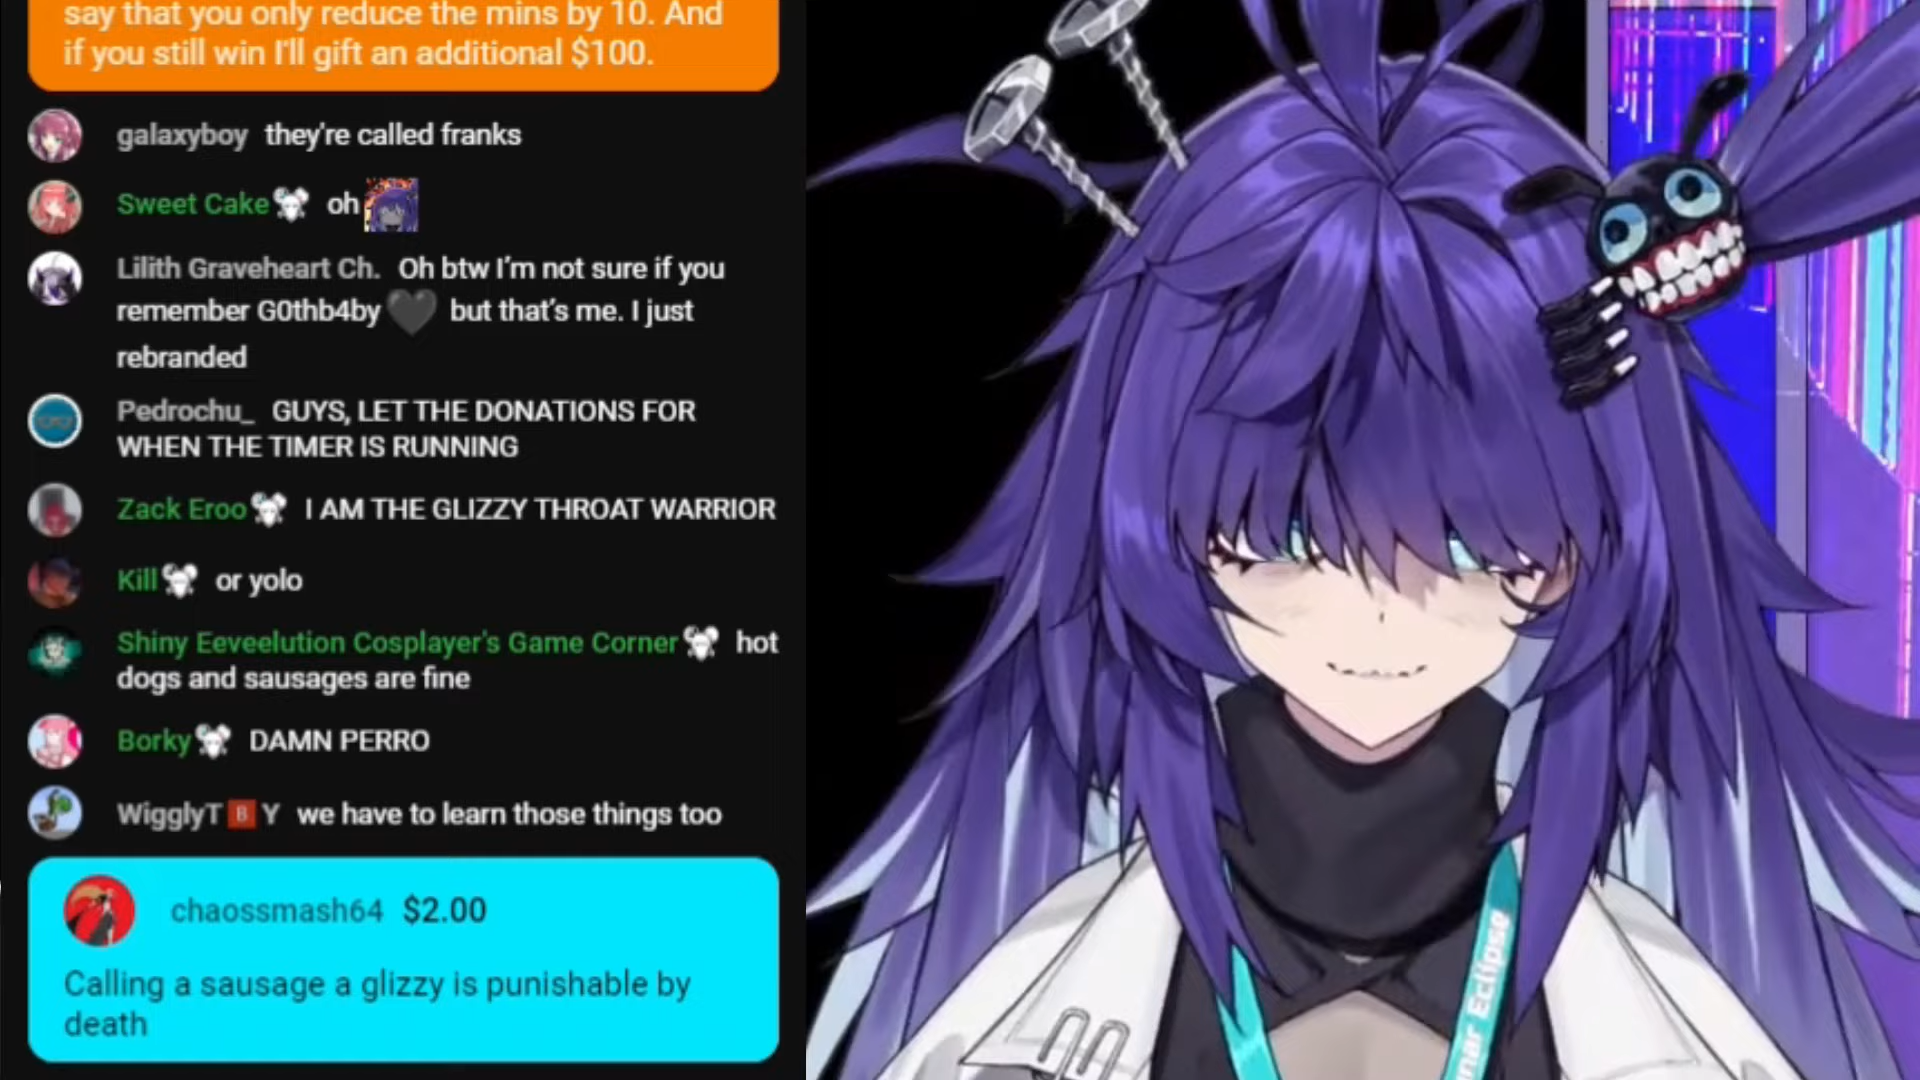 say that you only reduce the mins by 10. And
if you still win I'll gift an additional $100.
galaxyboy they're called franks
Sweet Cake oh
Lilith Graveheart Ch. Oh btw I'm not sure if you
remember G0thb4by🖤 but that's me. I just
rebranded
Pedrochu_ GUYS, LET THE DONATIONS FOR
WHEN THE TIMER IS RUNNING
Zack Eroo I AM THE GLIZZY THROAT WARRIOR
Kill or yolo
Shiny Eeveelution Cosplayer's Game Corner hot
dogs and sausages are fine
Borky DAMN PERRO
WigglyT🅱Y we have to learn those things too
chaossmash64 $2.00
Calling a sausage a glizzy is punishable by
death
nar Eclipse